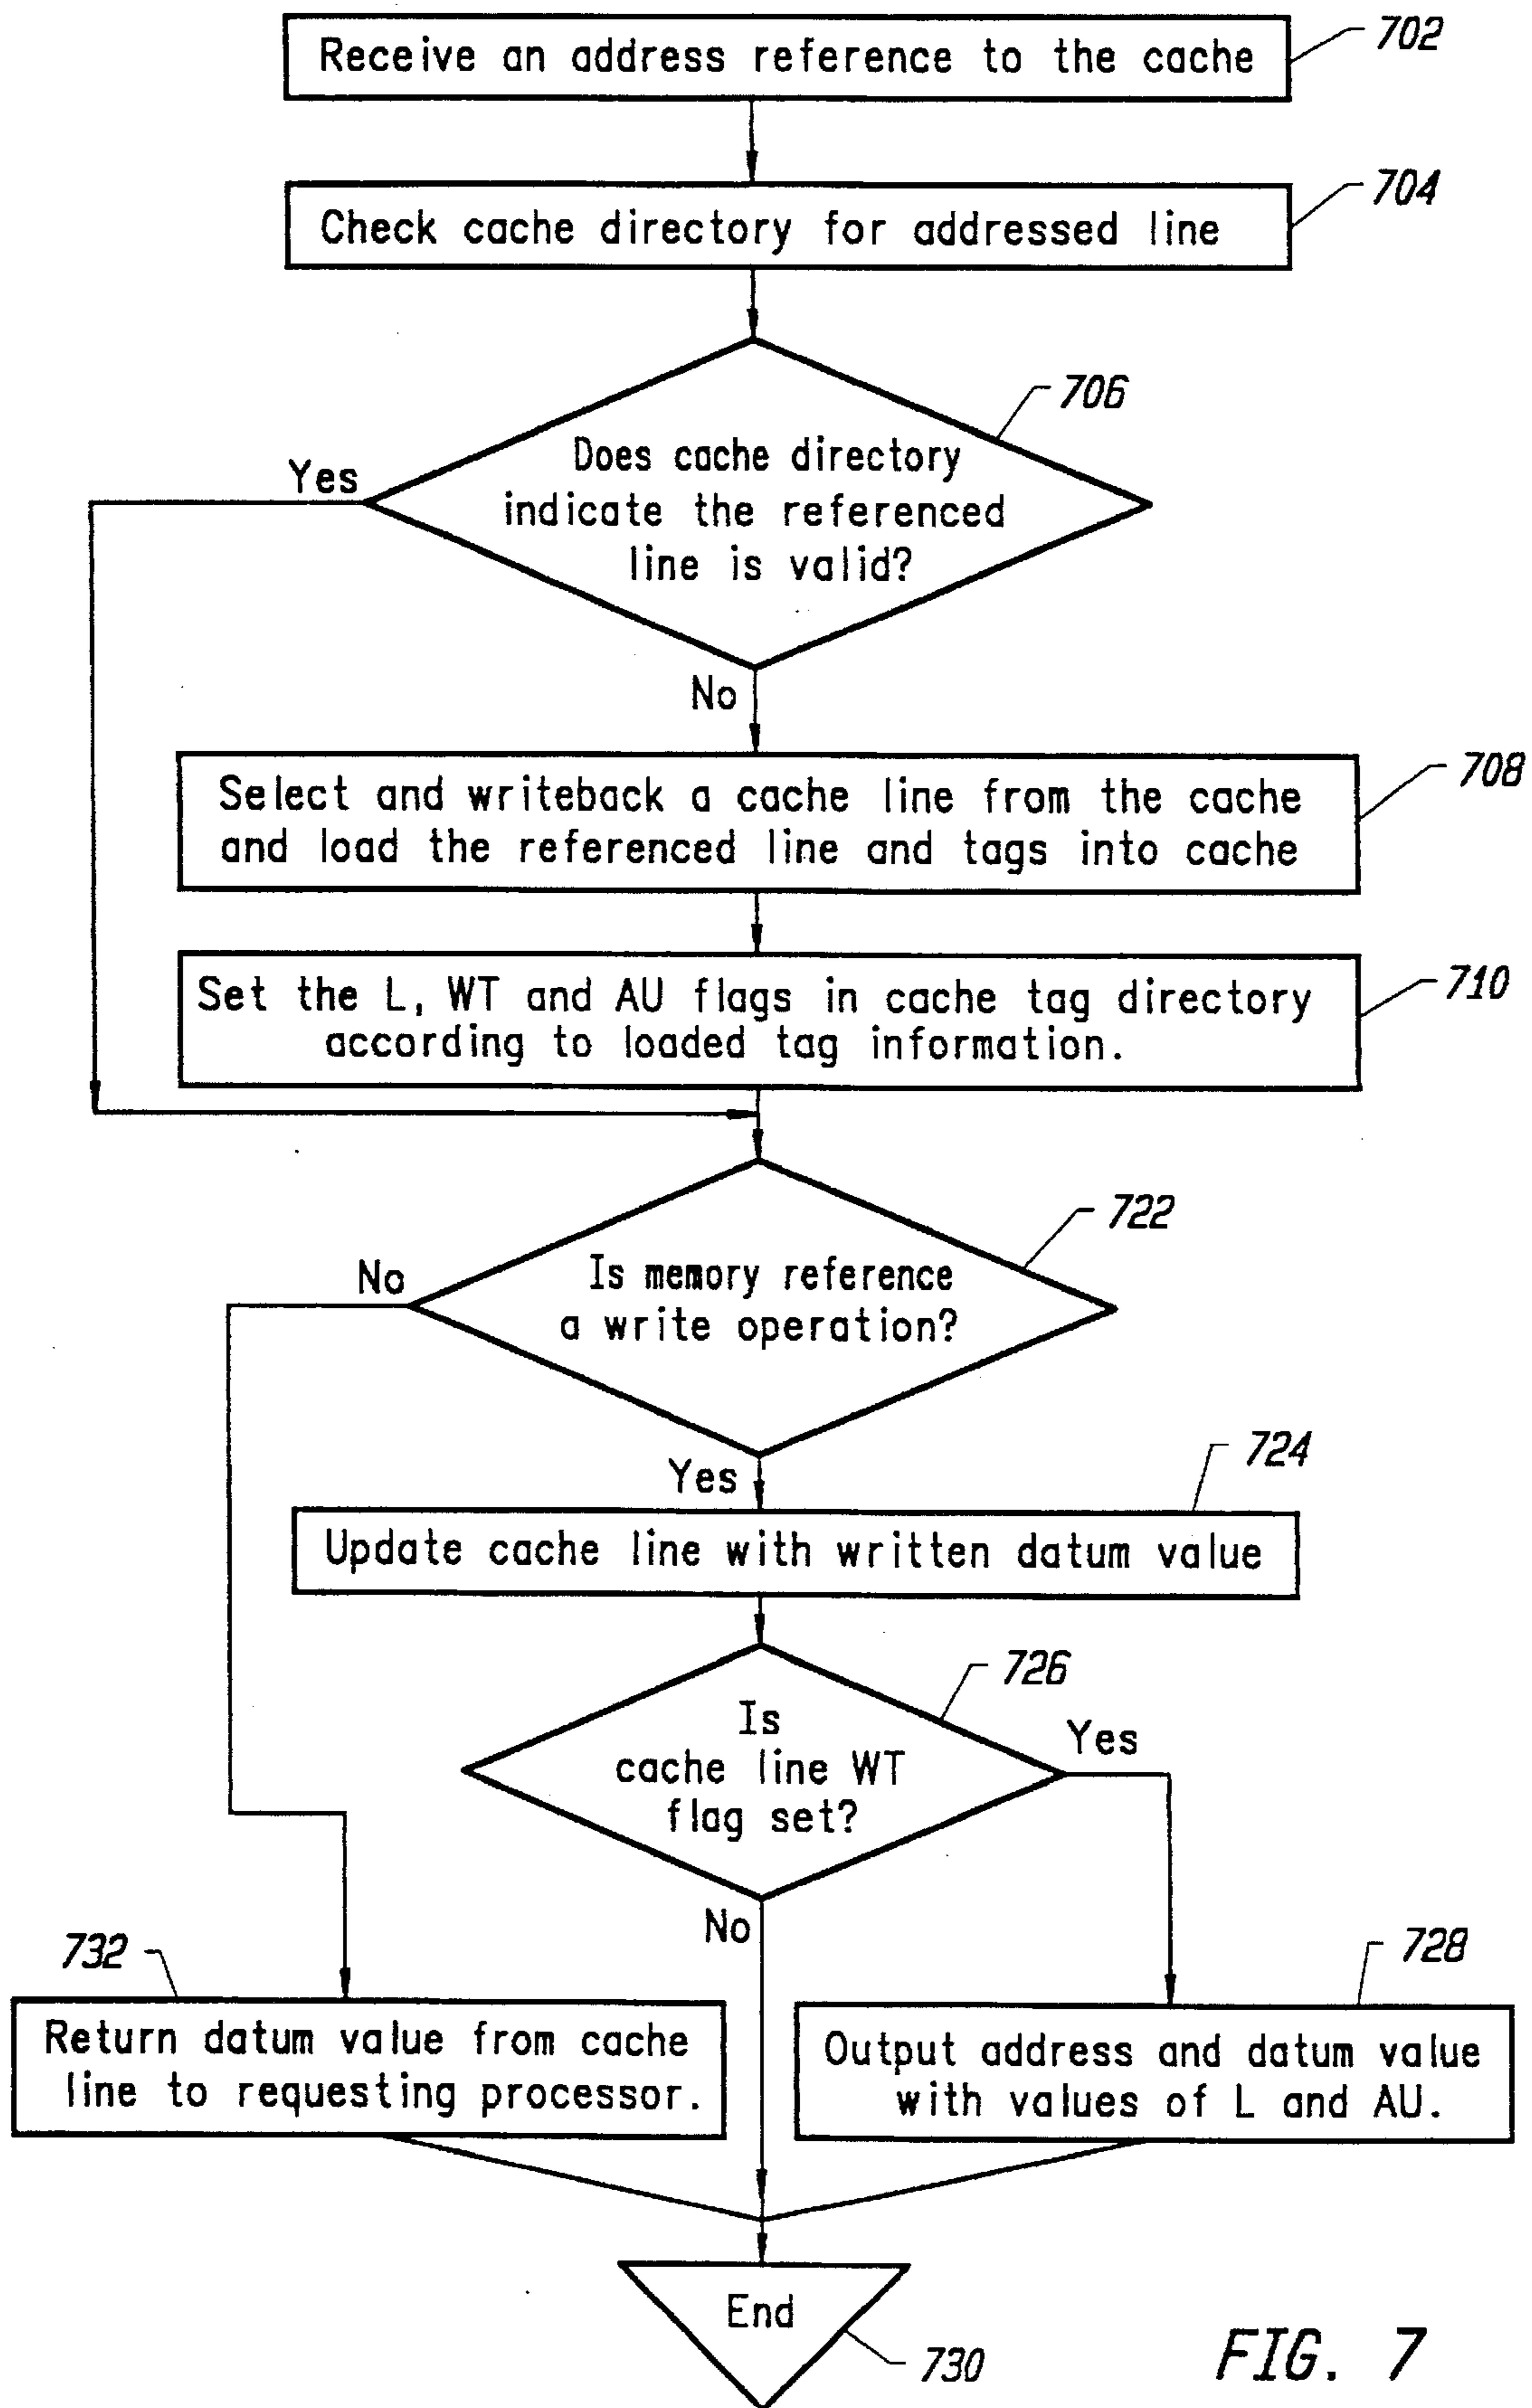 702
Receive an address reference to the cache
704
Check cache directory for addressed line
706
Does cache directory
indicate the referenced
line is valid?
Yes
No
708
Select and writeback a cache line from the cache
and load the referenced line and tags into cache
710
Set the L, WT and AU flags in cache tag directory
according to loaded tag information.
722
Is memory reference
a write operation?
No
Yes
724
Update cache line with written datum value
726
Is
cache line WT
flag set?
Yes
No
732
Return datum value from cache
line to requesting processor.
728
Output address and datum value
with values of L and AU.
End
730
FIG. 7